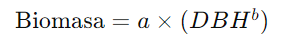 Biomasa = a × (DBH^b)